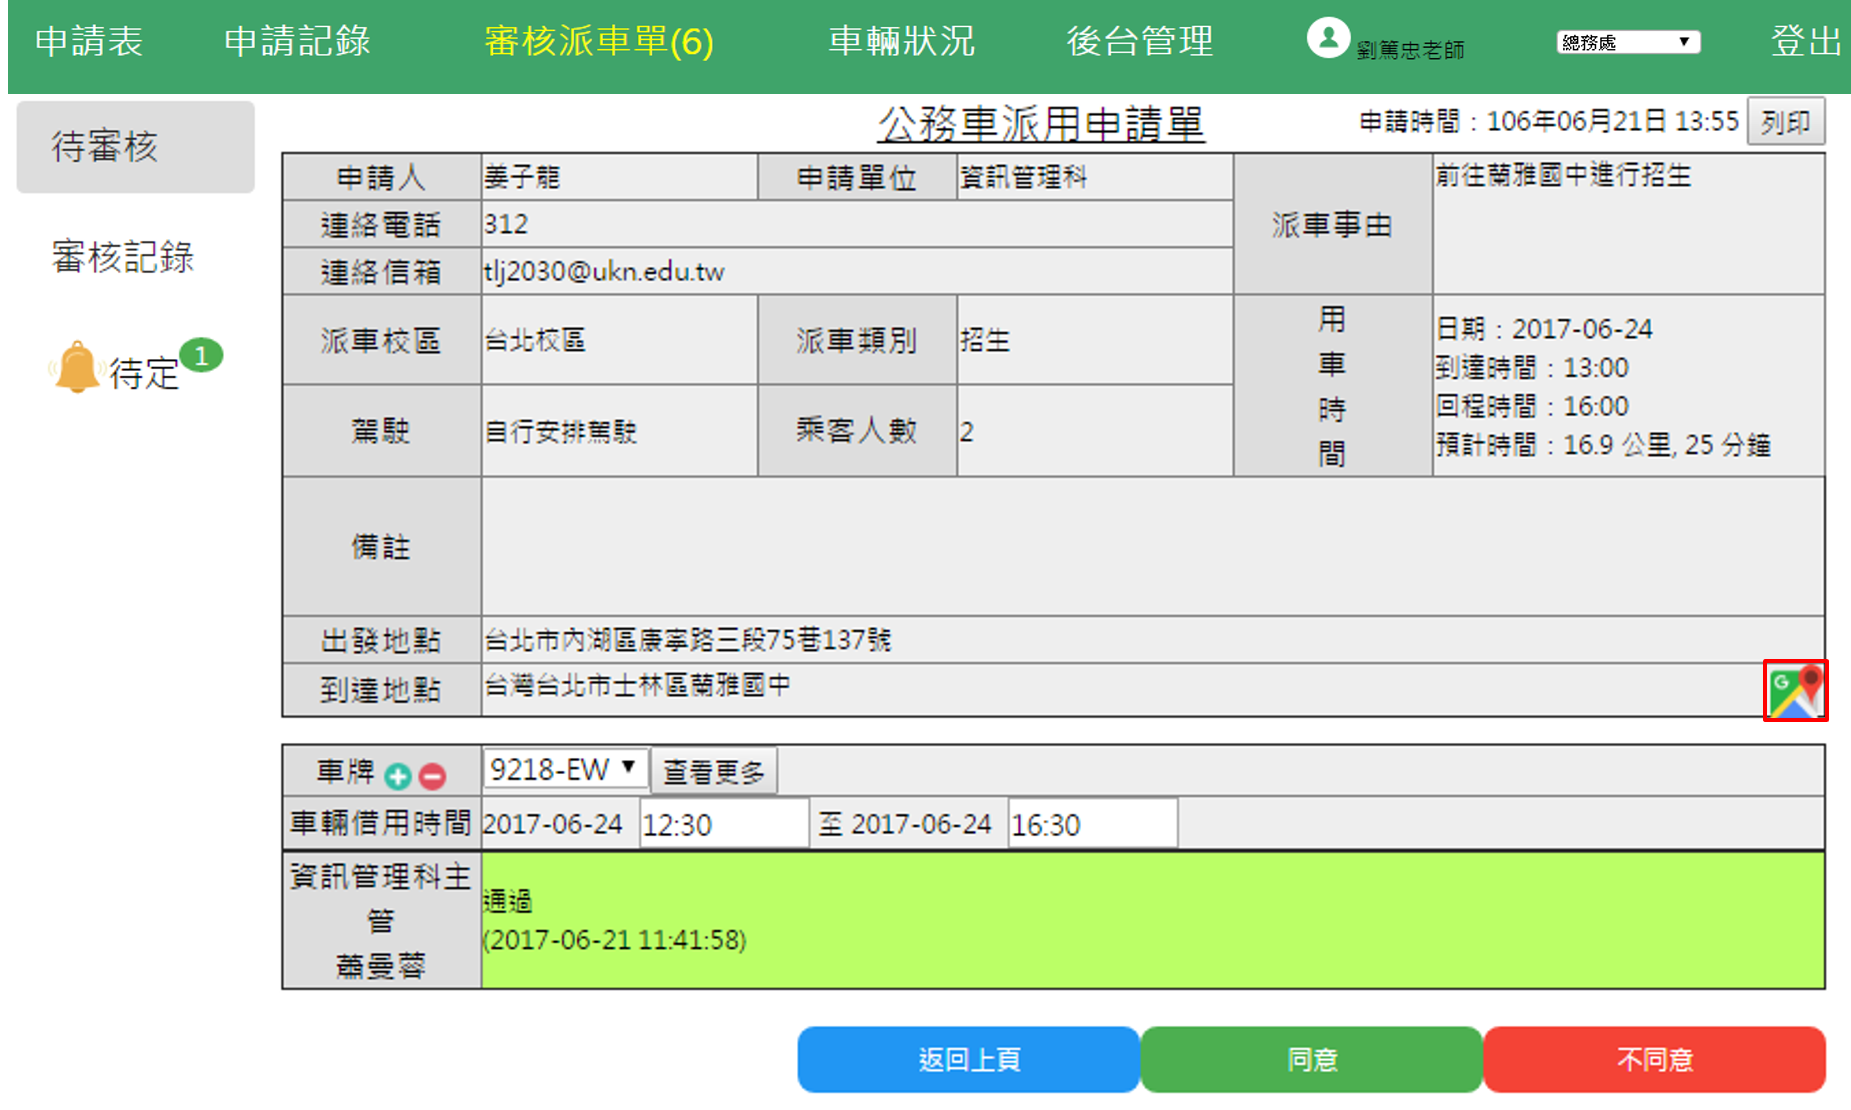 申請表 申請記錄 審核派車單(6) 車輛狀況 後台管理 劉篤忠老師 總務處 登出
待審核
審核記錄
待定 1
公務車派用申請單
申請時間：106年06月21日 13:55 列印
申請人 姜子龍 申請單位 資訊管理科
派車事由 前往蘭雅國中進行招生
連絡電話 312
連絡信箱 tlj2030@ukn.edu.tw
派車校區 台北校區 派車類別 招生
用車時間
日期：2017-06-24
到達時間：13:00
回程時間：16:00
預計時間：16.9 公里, 25 分鐘
駕駛 自行安排駕駛 乘客人數 2
備註
出發地點 台北市內湖區康寧路三段75巷137號
到達地點 台灣台北市士林區蘭雅國中
G
車牌 9218-EW 查看更多
車輛借用時間 2017-06-24 12:30 至 2017-06-24 16:30
資訊管理科主
管
蕭曼蓉
通過
(2017-06-21 11:41:58)
返回上頁 同意 不同意